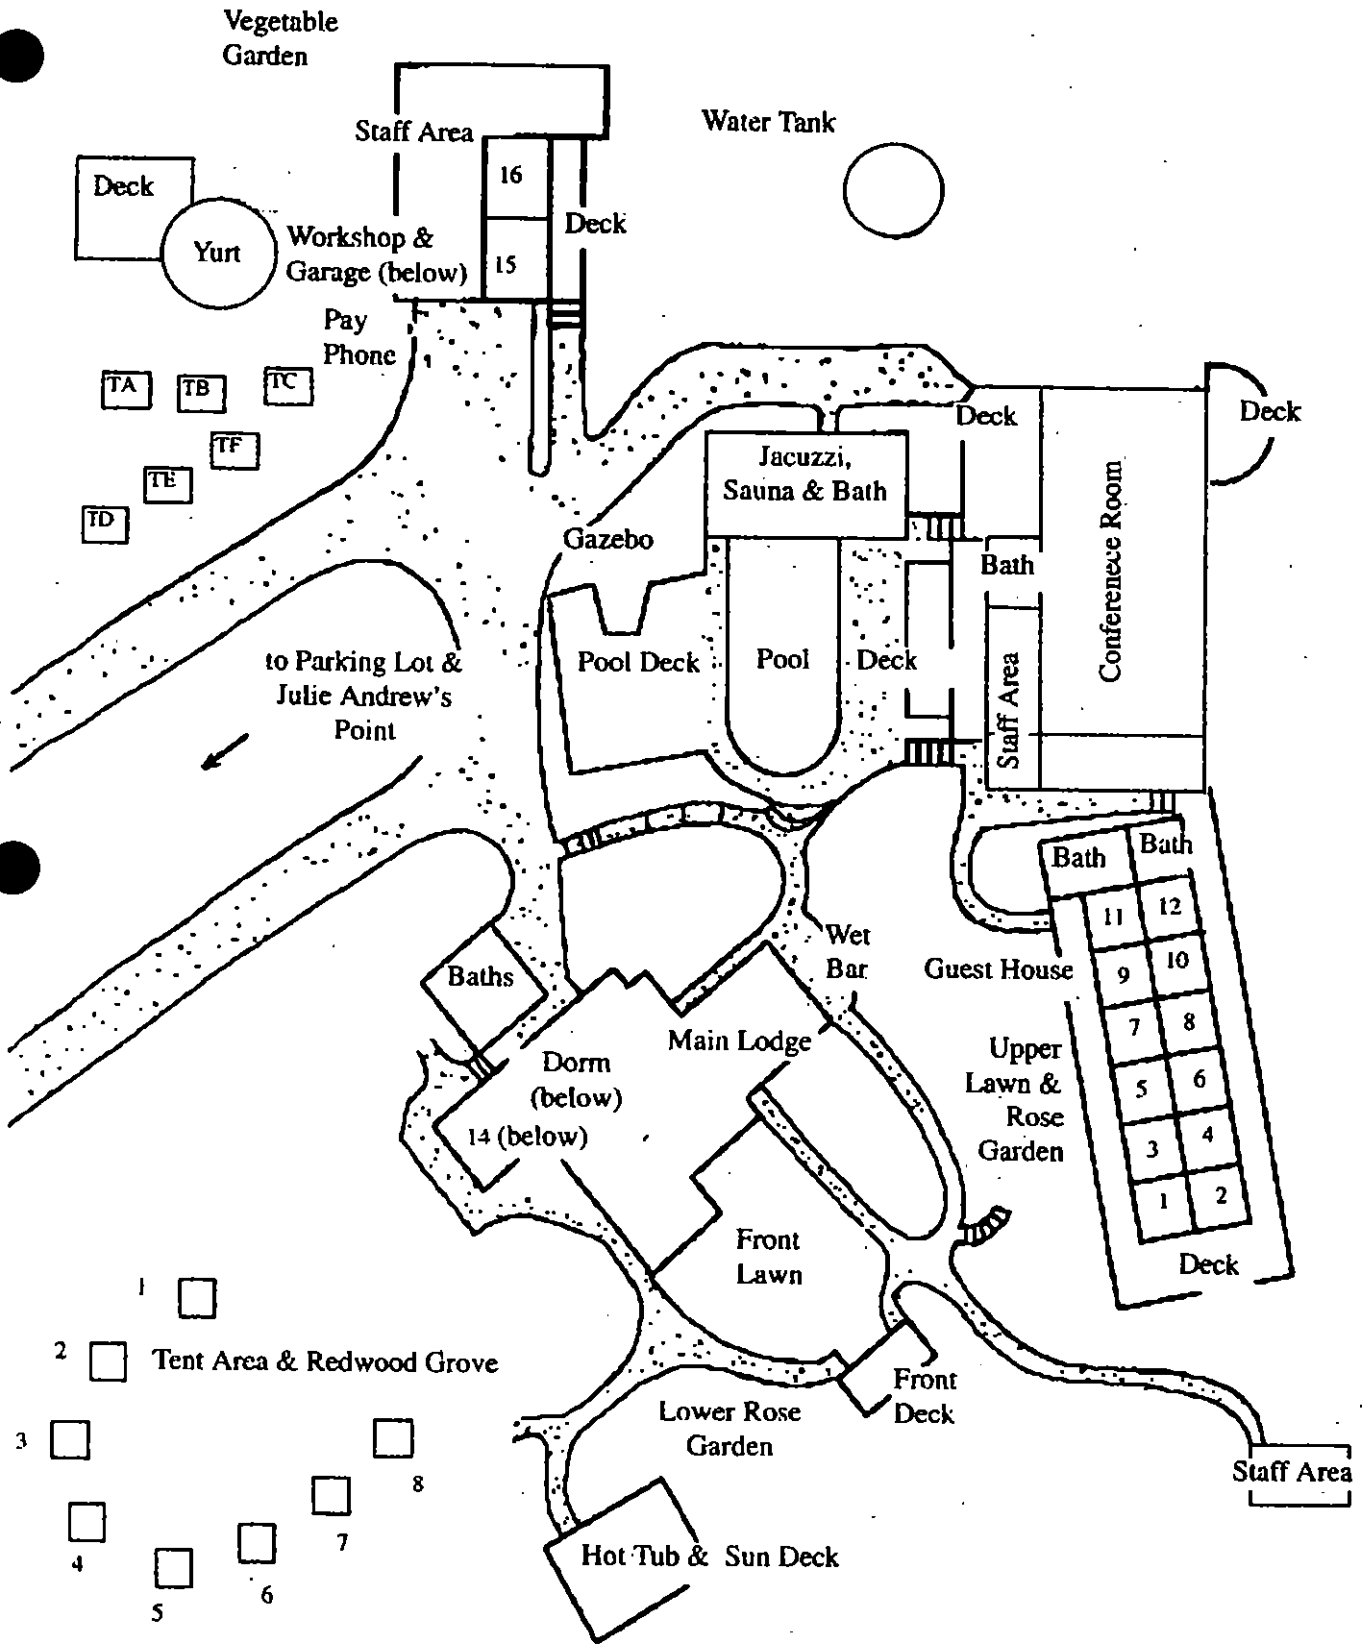 Vegetable
Garden
Staff Area
Water Tank
16
Deck
Deck
Yurt
Workshop &
Garage (below)
15
Pay
Phone
TA
TB
TC
TF
TE
TD
Deck
Deck
Jacuzzi,
Sauna & Bath
Gazebo
Bath
Conferenece Room
to Parking Lot &
Julie Andrew's
Point
Pool Deck
Pool
Deck
Staff Area
Bath
Bath
11
12
Wet
Bar
Guest House
9
10
Baths
7
8
Main Lodge
Upper
Lawn &
Rose
Garden
Dorm
(below)
5
6
14 (below)
3
4
1
2
Front
Lawn
Deck
1
2
Tent Area & Redwood Grove
Front
Deck
Lower Rose
Garden
3
8
Staff Area
7
4
Hot Tub & Sun Deck
6
5